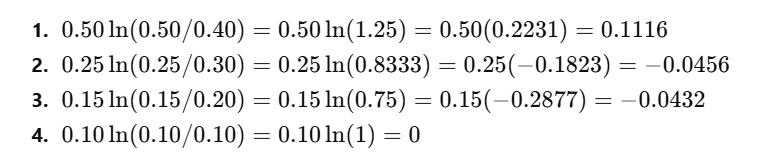 1. 0.50 ln(0.50/0.40) = 0.50 ln(1.25) = 0.50(0.2231) = 0.1116
2. 0.25 ln(0.25/0.30) = 0.25 ln(0.8333) = 0.25(−0.1823) = −0.0456
3. 0.15 ln(0.15/0.20) = 0.15 ln(0.75) = 0.15(−0.2877) = −0.0432
4. 0.10 ln(0.10/0.10) = 0.10 ln(1) = 0